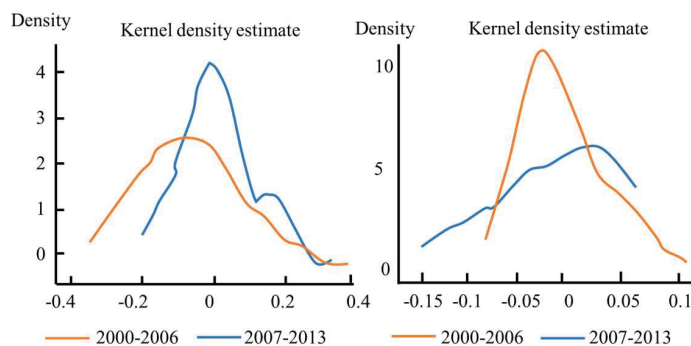 Density
Kernel density estimate
4
3
2
1
0
-0.4 -0.2 0 0.2 0.4
2000-2006 2007-2013
Density
Kernel density estimate
10
5
0
-0.15 -0.1 -0.05 0 0.05 0.1
2000-2006 2007-2013